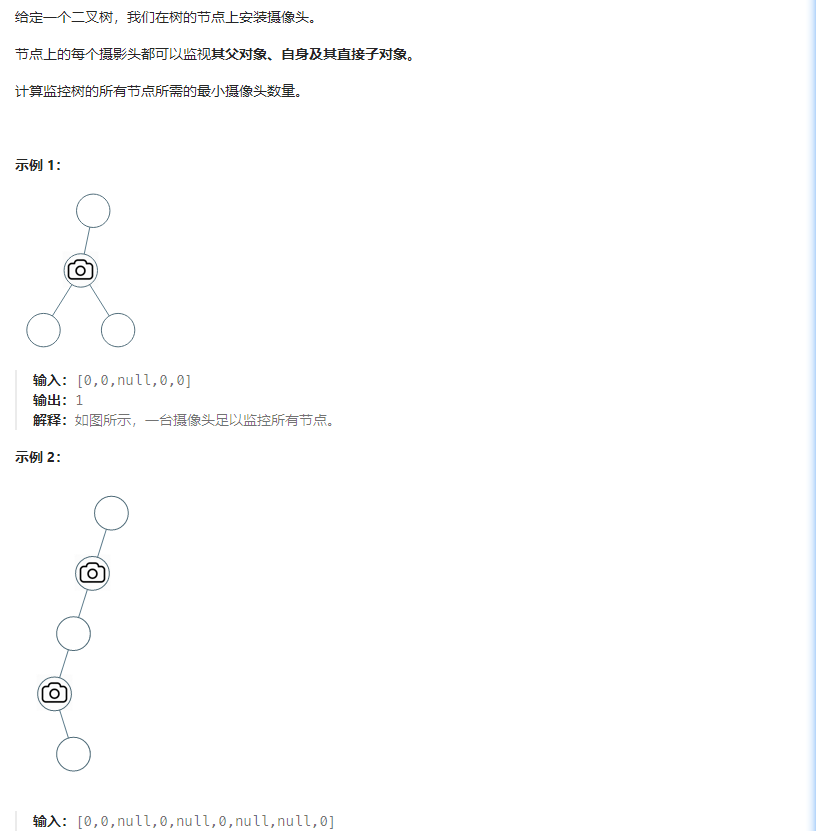 给定一个二叉树，我们在树的节点上安装摄像头。
节点上的每个摄影头都可以监视其父对象、自身及其直接子对象。
计算监控树的所有节点所需的最小摄像头数量。
示例 1：
输入：[0,0,null,0,0]
输出：1
解释：如图所示，一台摄像头足以监控所有节点。
示例 2：
输入：[0,0,null,0,null,0,null,null,0]